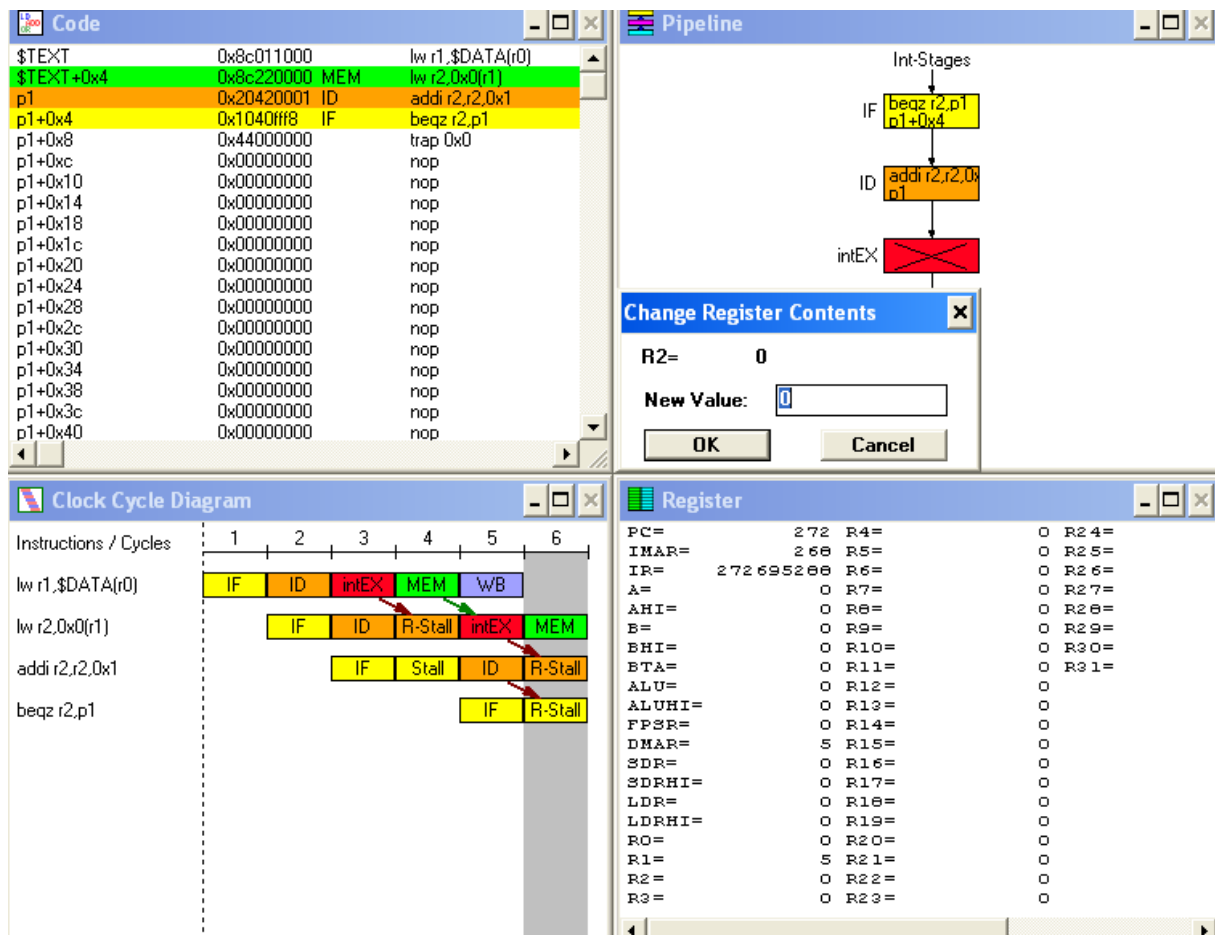 Code
$TEXT 0x8c011000 lw r1,$DATA(r0)
$TEXT+0x4 0x8c220000 MEM lw r2,0x0(r1)
p1 0x20420001 ID addi r2,r2,0x1
p1+0x4 0x1040fff8 IF beqz r2,p1
p1+0x8 0x44000000 trap 0x0
p1+0xc 0x00000000 nop
p1+0x10 0x00000000 nop
p1+0x14 0x00000000 nop
p1+0x18 0x00000000 nop
p1+0x1c 0x00000000 nop
p1+0x20 0x00000000 nop
p1+0x24 0x00000000 nop
p1+0x28 0x00000000 nop
p1+0x2c 0x00000000 nop
p1+0x30 0x00000000 nop
p1+0x34 0x00000000 nop
p1+0x38 0x00000000 nop
p1+0x3c 0x00000000 nop
p1+0x40 0x00000000 nop
Pipeline
Int-Stages
IF beqz r2,p1
p1+0x4
ID addi r2,r2,0x
p1
intEX
Change Register Contents
R2= 0
New Value: 0
OK Cancel
Clock Cycle Diagram
Instructions / Cycles 1 2 3 4 5 6
lw r1,$DATA(r0) IF ID intEX MEM WB
lw r2,0x0(r1) IF ID R-Stall intEX MEM
addi r2,r2,0x1 IF Stall ID R-Stall
beqz r2,p1 IF R-Stall
Register
PC= 272 R4= 0 R24=
IMAR= 268 R5= 0 R25=
IR= 272695288 R6= 0 R26=
A= 0 R7= 0 R27=
AHI= 0 R8= 0 R28=
B= 0 R9= 0 R29=
BHI= 0 R10= 0 R30=
BTA= 0 R11= 0 R31=
ALU= 0 R12= 0
ALUHI= 0 R13= 0
FPSR= 0 R14= 0
DMAR= 5 R15= 0
SDR= 0 R16= 0
SDRHI= 0 R17= 0
LDR= 0 R18= 0
LDRHI= 0 R19= 0
R0= 0 R20= 0
R1= 5 R21= 0
R2= 0 R22= 0
R3= 0 R23= 0